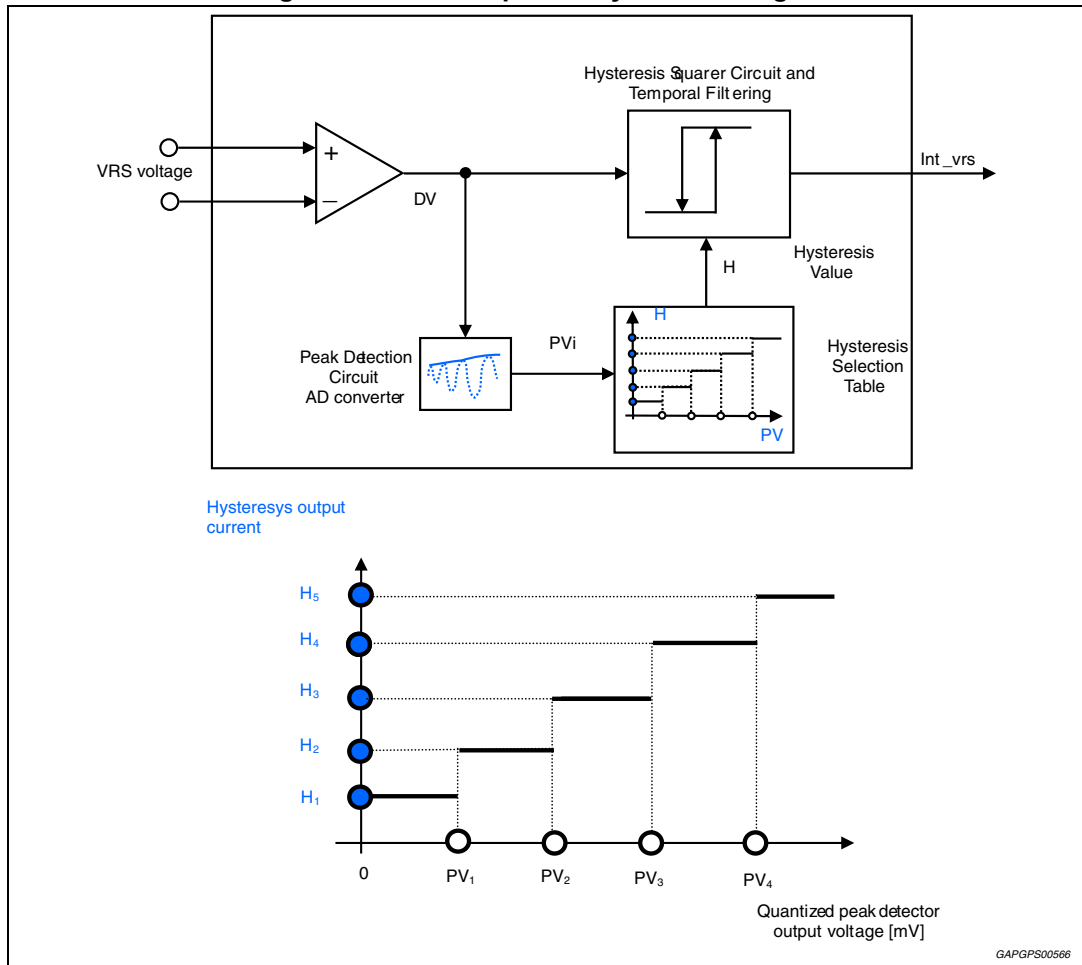 Hysteresis Squarer Circuit and
Temporal Filtering
+
−
VRS voltage
DV
Int_vrs
H
Hysteresis
Value
Peak Detection
Circuit
AD converter
PVi
H
PV
Hysteresis
Selection
Table
Hysteresys output
current
H5
H4
H3
H2
H1
0
PV1
PV2
PV3
PV4
Quantized peak detector
output voltage [mV]
GAPGPS00566